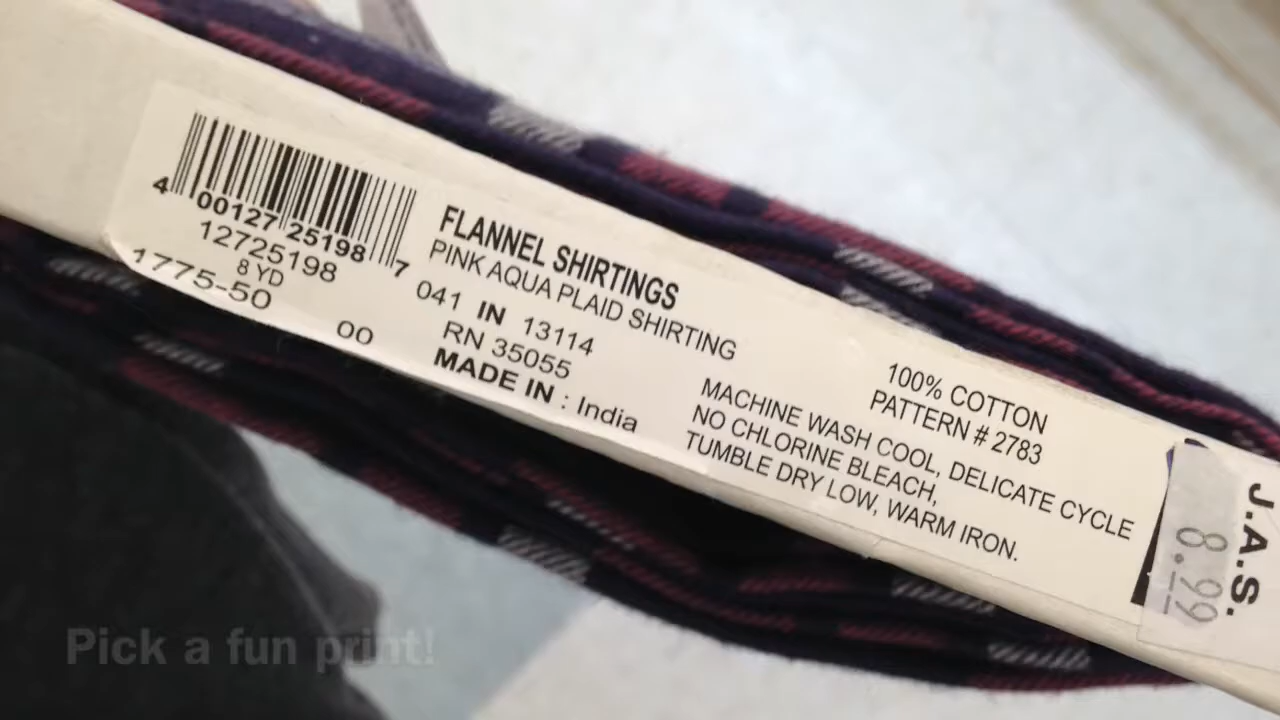 4 00127 25198 7
12725198
8 YD
1775-50
00
FLANNEL SHIRTINGS
PINK AQUA PLAID SHIRTING
041 IN 13114
RN 35055
MADE IN : India
100% COTTON
PATTERN # 2783
MACHINE WASH COOL, DELICATE CYCLE
NO CHLORINE BLEACH,
TUMBLE DRY LOW, WARM IRON.
J.A.S.
8.99
Pick a fun print!